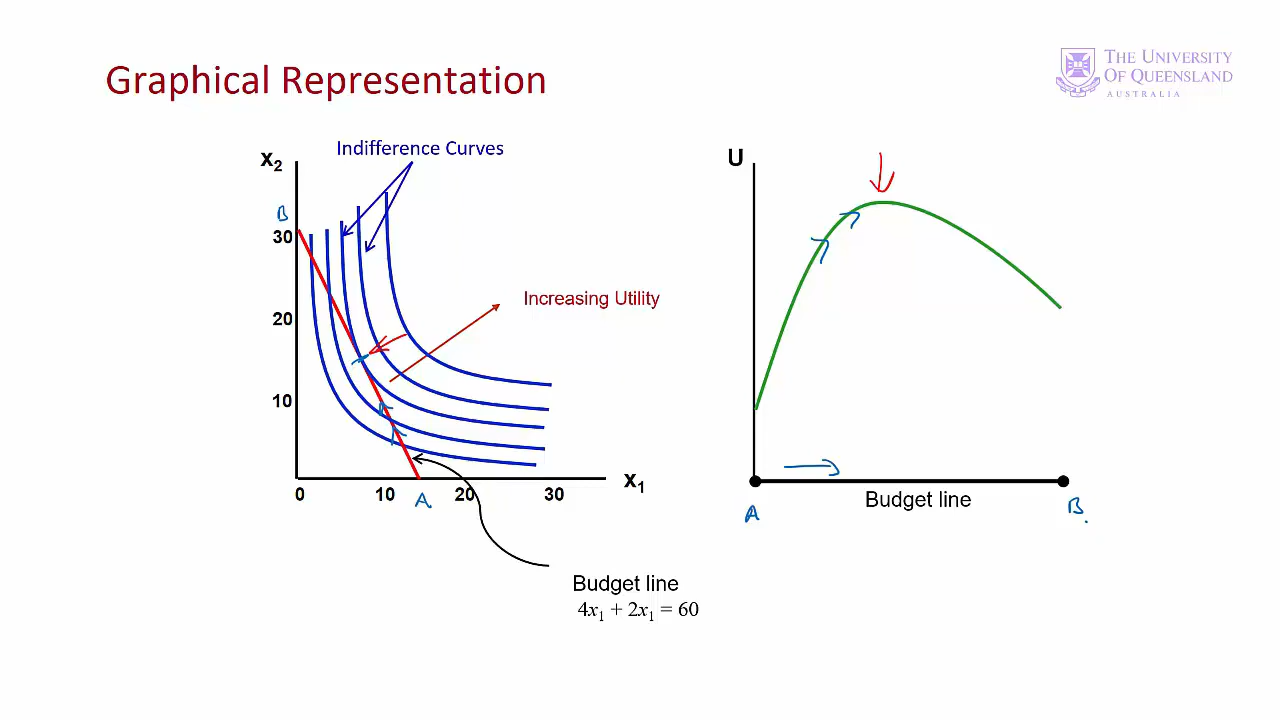 Graphical Representation
THE UNIVERSITY
OF QUEENSLAND
AUSTRALIA
Indifference Curves
x₂
B
30
20
10
Increasing Utility
0
10
20
30
x₁
A
Budget line
4x₁ + 2x₁ = 60
U
Budget line
A
B.